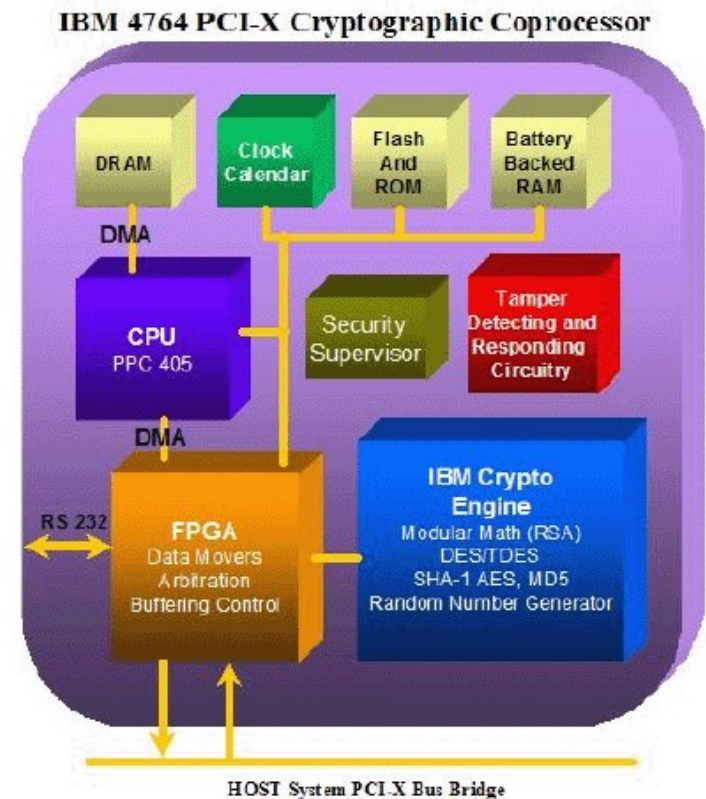 IBM 4764 PCI-X Cryptographic Coprocessor
DRAM
Clock
Calendar
Flash
And
ROM
Battery
Backed
RAM
DMA
CPU
PPC 405
Security
Supervisor
Tamper
Detecting and
Responding
Circuitry
DMA
RS 232
FPGA
Data Movers
Arbitration
Buffering Control
IBM Crypto
Engine
Modular Math (RSA)
DES/TDES
SHA-1 AES, MD5
Random Number Generator
HOST System PCI-X Bus Bridge